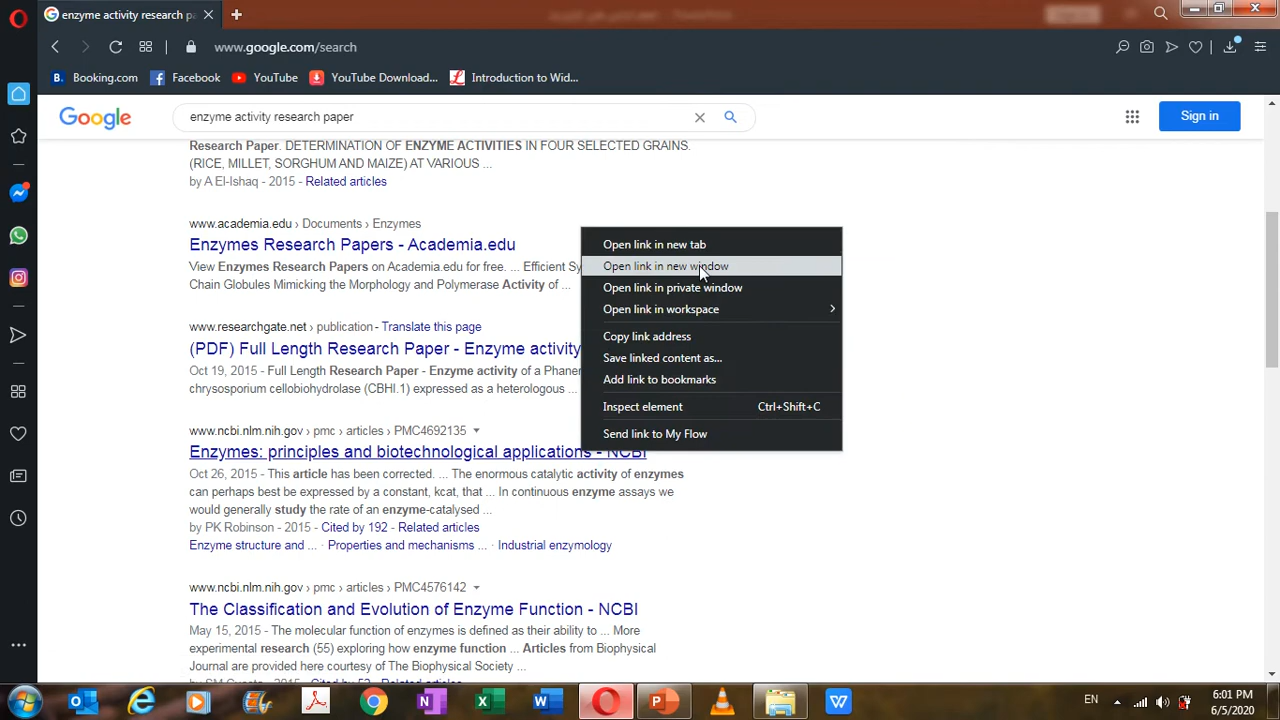 enzyme activity research p
www.google.com/search
Booking.com
Facebook
YouTube
YouTube Download...
Introduction to Wid...
Google
enzyme activity research paper
Sign in
Research Paper. DETERMINATION OF ENZYME ACTIVITIES IN FOUR SELECTED GRAINS.
(RICE, MILLET, SORGHUM AND MAIZE) AT VARIOUS ...
by A El-Ishaq - 2015 - Related articles
www.academia.edu › Documents › Enzymes
Enzymes Research Papers - Academia.edu
View Enzymes Research Papers on Academia.edu for free. ... Efficient Sy
Chain Globules Mimicking the Morphology and Polymerase Activity of ...
www.researchgate.net › publication - Translate this page
(PDF) Full Length Research Paper - Enzyme activity
Oct 19, 2015 - Full Length Research Paper - Enzyme activity of a Phaner
chrysosporium cellobiohydrolase (CBHI.1) expressed as a heterologous ...
www.ncbi.nlm.nih.gov › pmc › articles › PMC4692135
Enzymes: principles and biotechnological applications - NCBI
Oct 26, 2015 - This article has been corrected. ... The enormous catalytic activity of enzymes
can perhaps best be expressed by a constant, kcat, that ... In continuous enzyme assays we
would generally study the rate of an enzyme-catalysed ...
by PK Robinson - 2015 - Cited by 192 - Related articles
Enzyme structure and ... · Properties and mechanisms ... · Industrial enzymology
www.ncbi.nlm.nih.gov › pmc › articles › PMC4576142
The Classification and Evolution of Enzyme Function - NCBI
May 15, 2015 - The molecular function of enzymes is defined as their ability to ... More
experimental research (55) exploring how enzyme function ... Articles from Biophysical
Journal are provided here courtesy of The Biophysical Society ...
Open link in new tab
Open link in new window
Open link in private window
Open link in workspace
Copy link address
Save linked content as...
Add link to bookmarks
Inspect element Ctrl+Shift+C
Send link to My Flow
EN
6:01 PM
6/5/2020